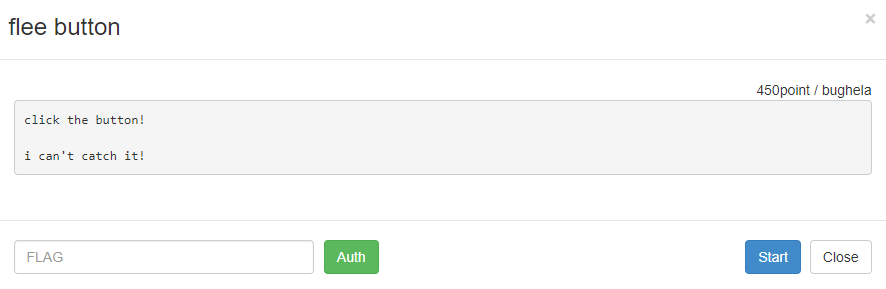 flee button
×
450point / bughela
click the button!
i can't catch it!
FLAG
Auth
Start
Close